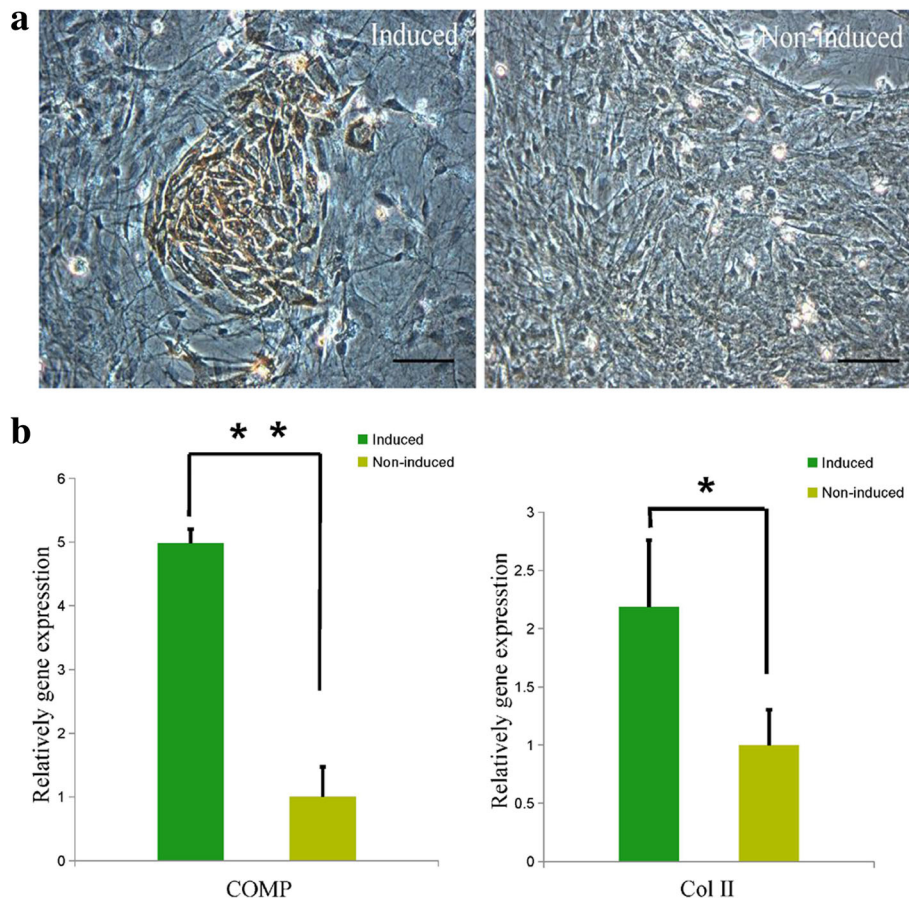 a
Induced
Non-induced
b
* *
Induced
Non-induced
6
5
4
3
2
1
0
Relatively gene expresstion
COMP
*
Induced
Non-induced
3
2.5
2
1.5
1
0.5
0
Relatively gene expression
Col II